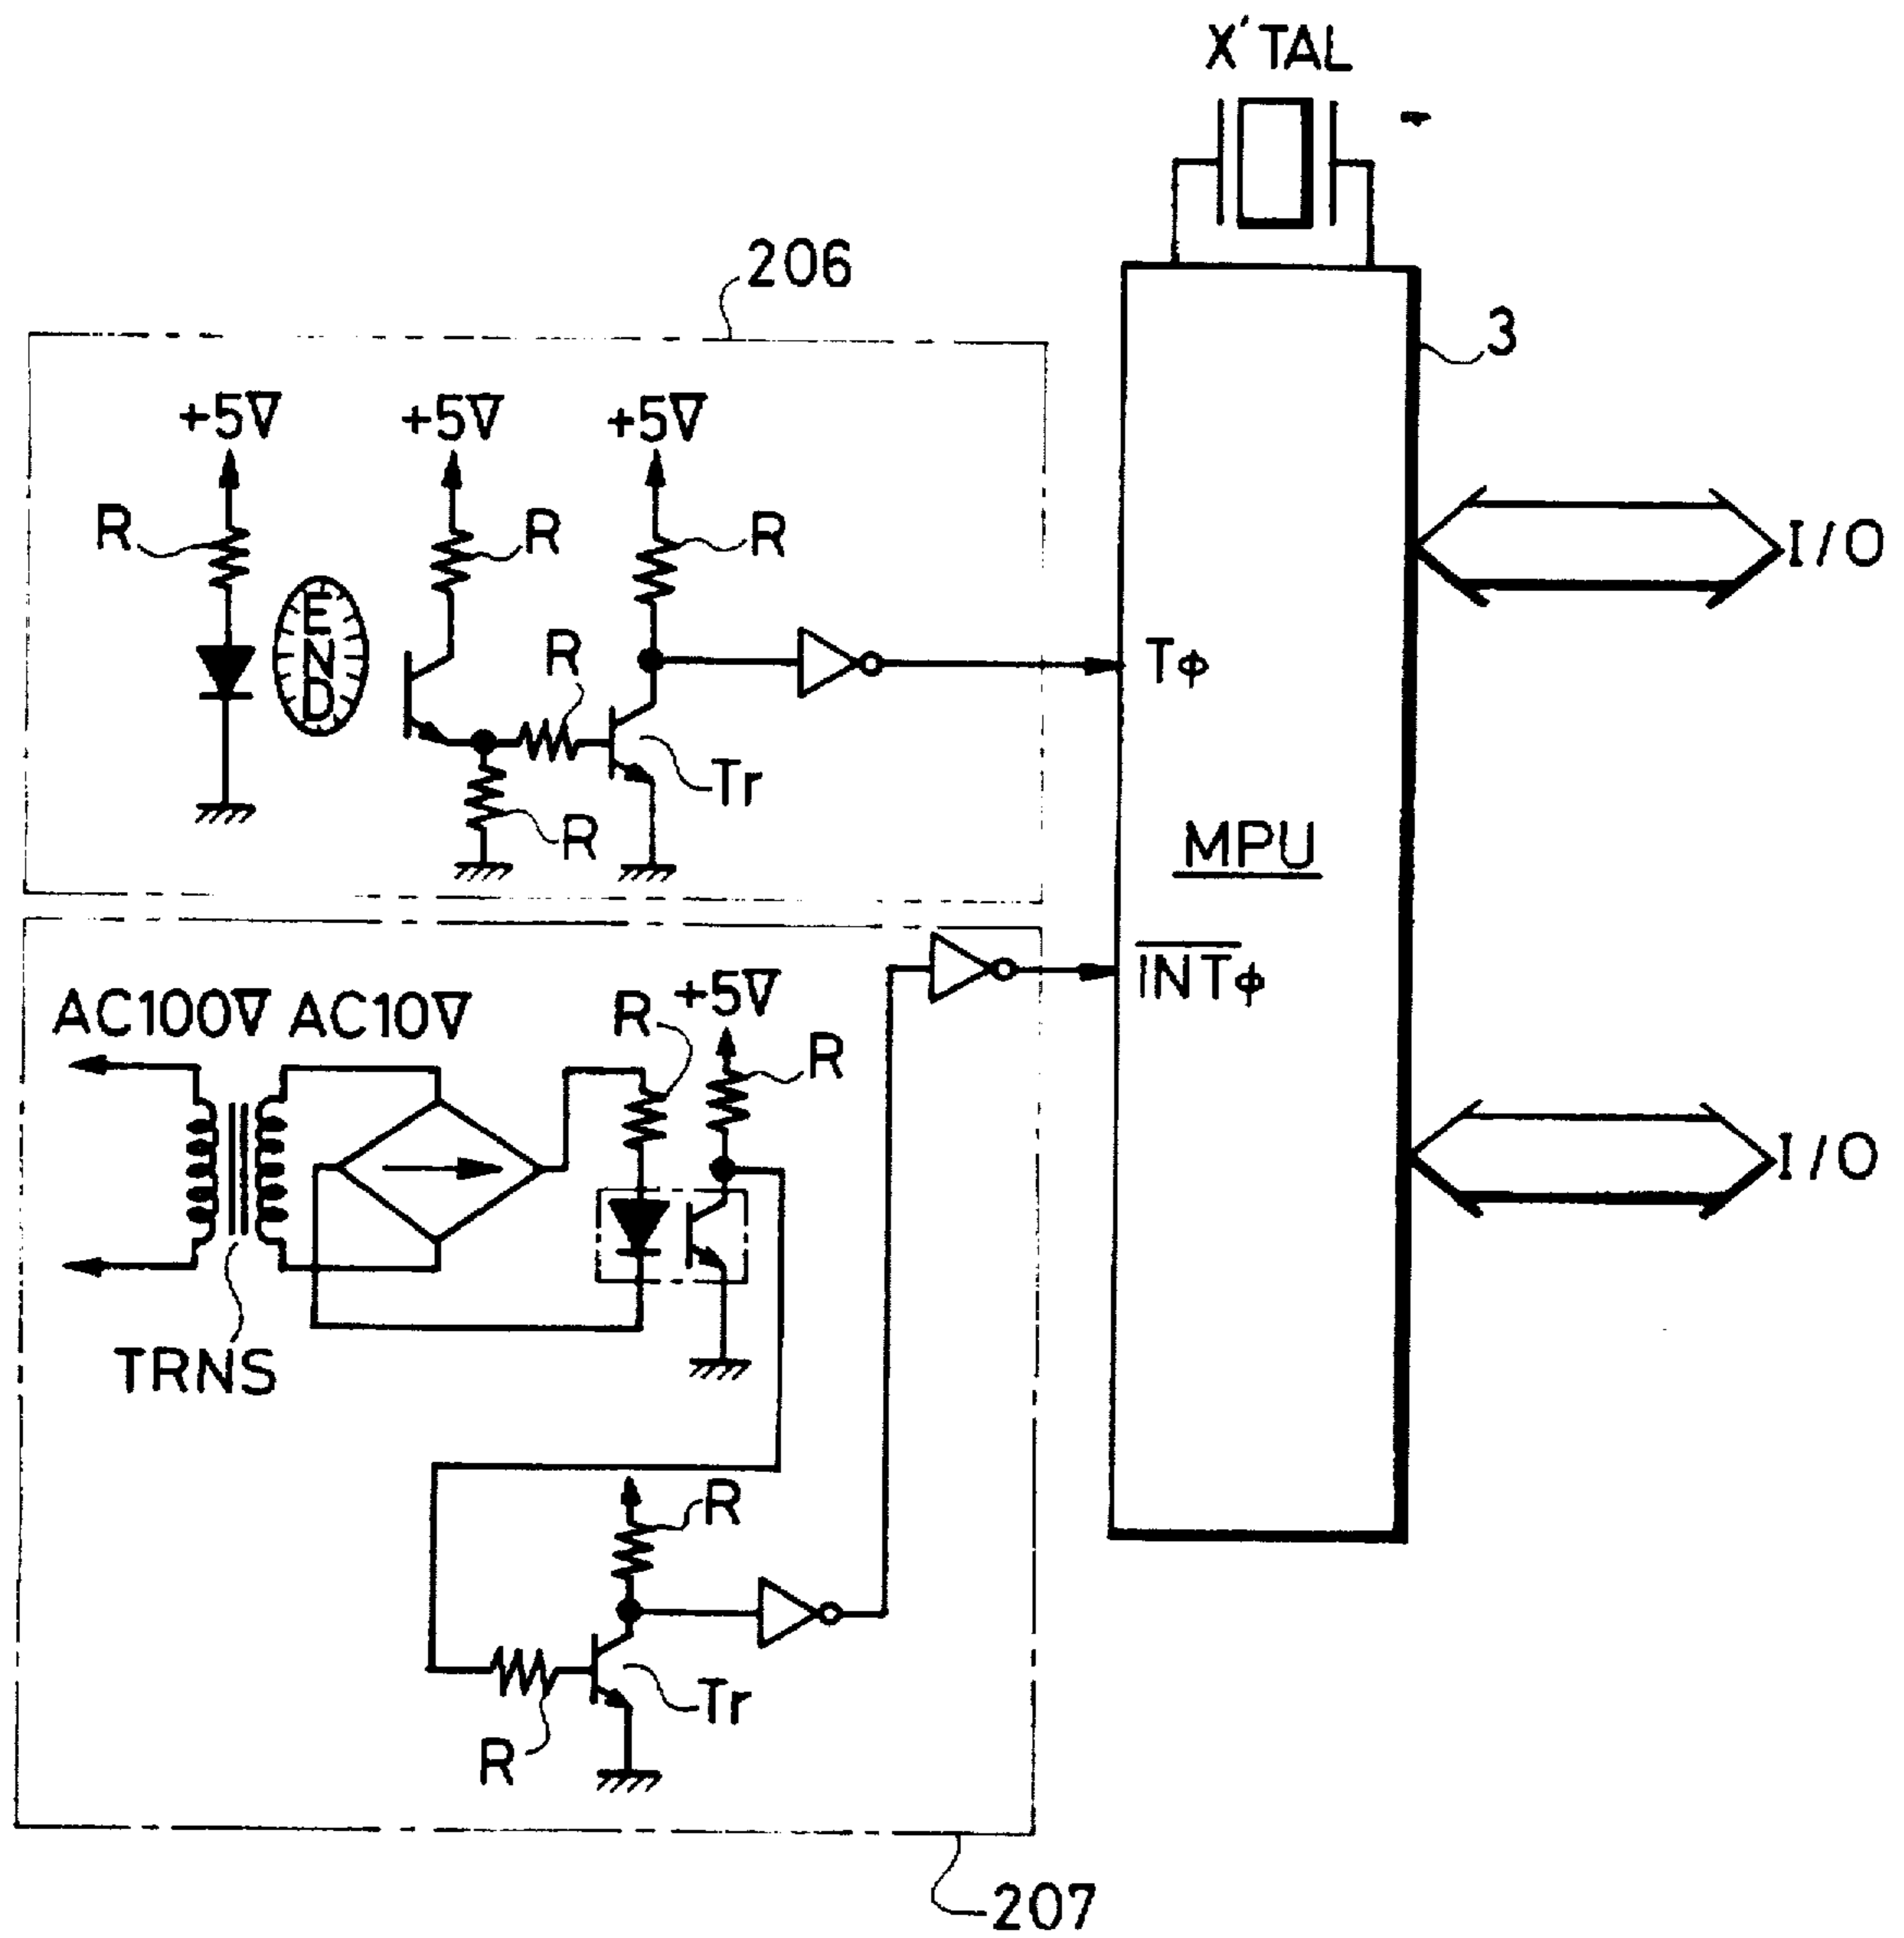 X'TAL
206
3
+5V +5V +5V
R R R
I/O
END
R
Tφ
Tr
R
MPU
INTφ
AC100V AC10V
R +5V
R
I/O
TRNS
R
Tr
R
207